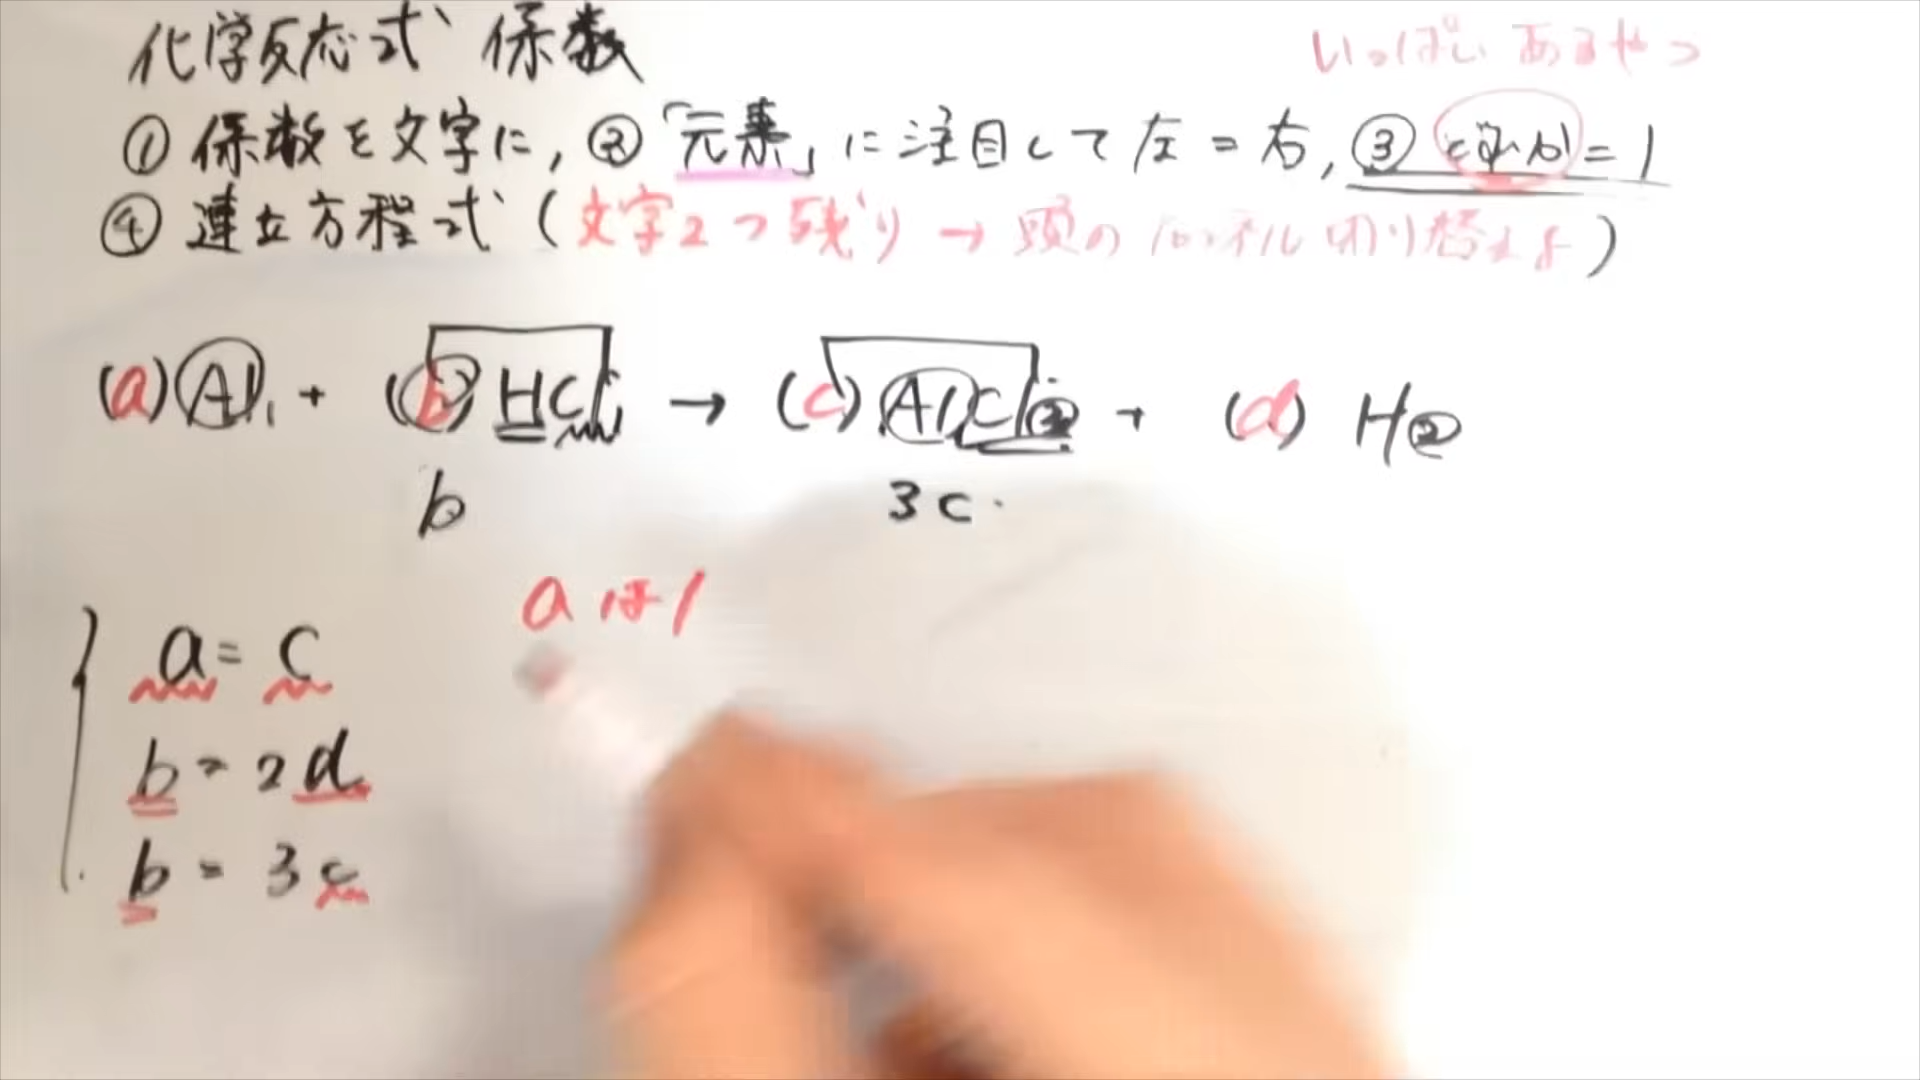 化学反応式 係数
いっぱいあるやつ
① 係数を文字に, ②「元素」に注目して左=右, ③ どれか=1
④ 連立方程式 (文字2つ残り→頭の 切り替えよ)
(a)Al + (b)HCl → (c)AlCl3 + (d) H2
b 3c
a は 1
a = c
b = 2d
b = 3c